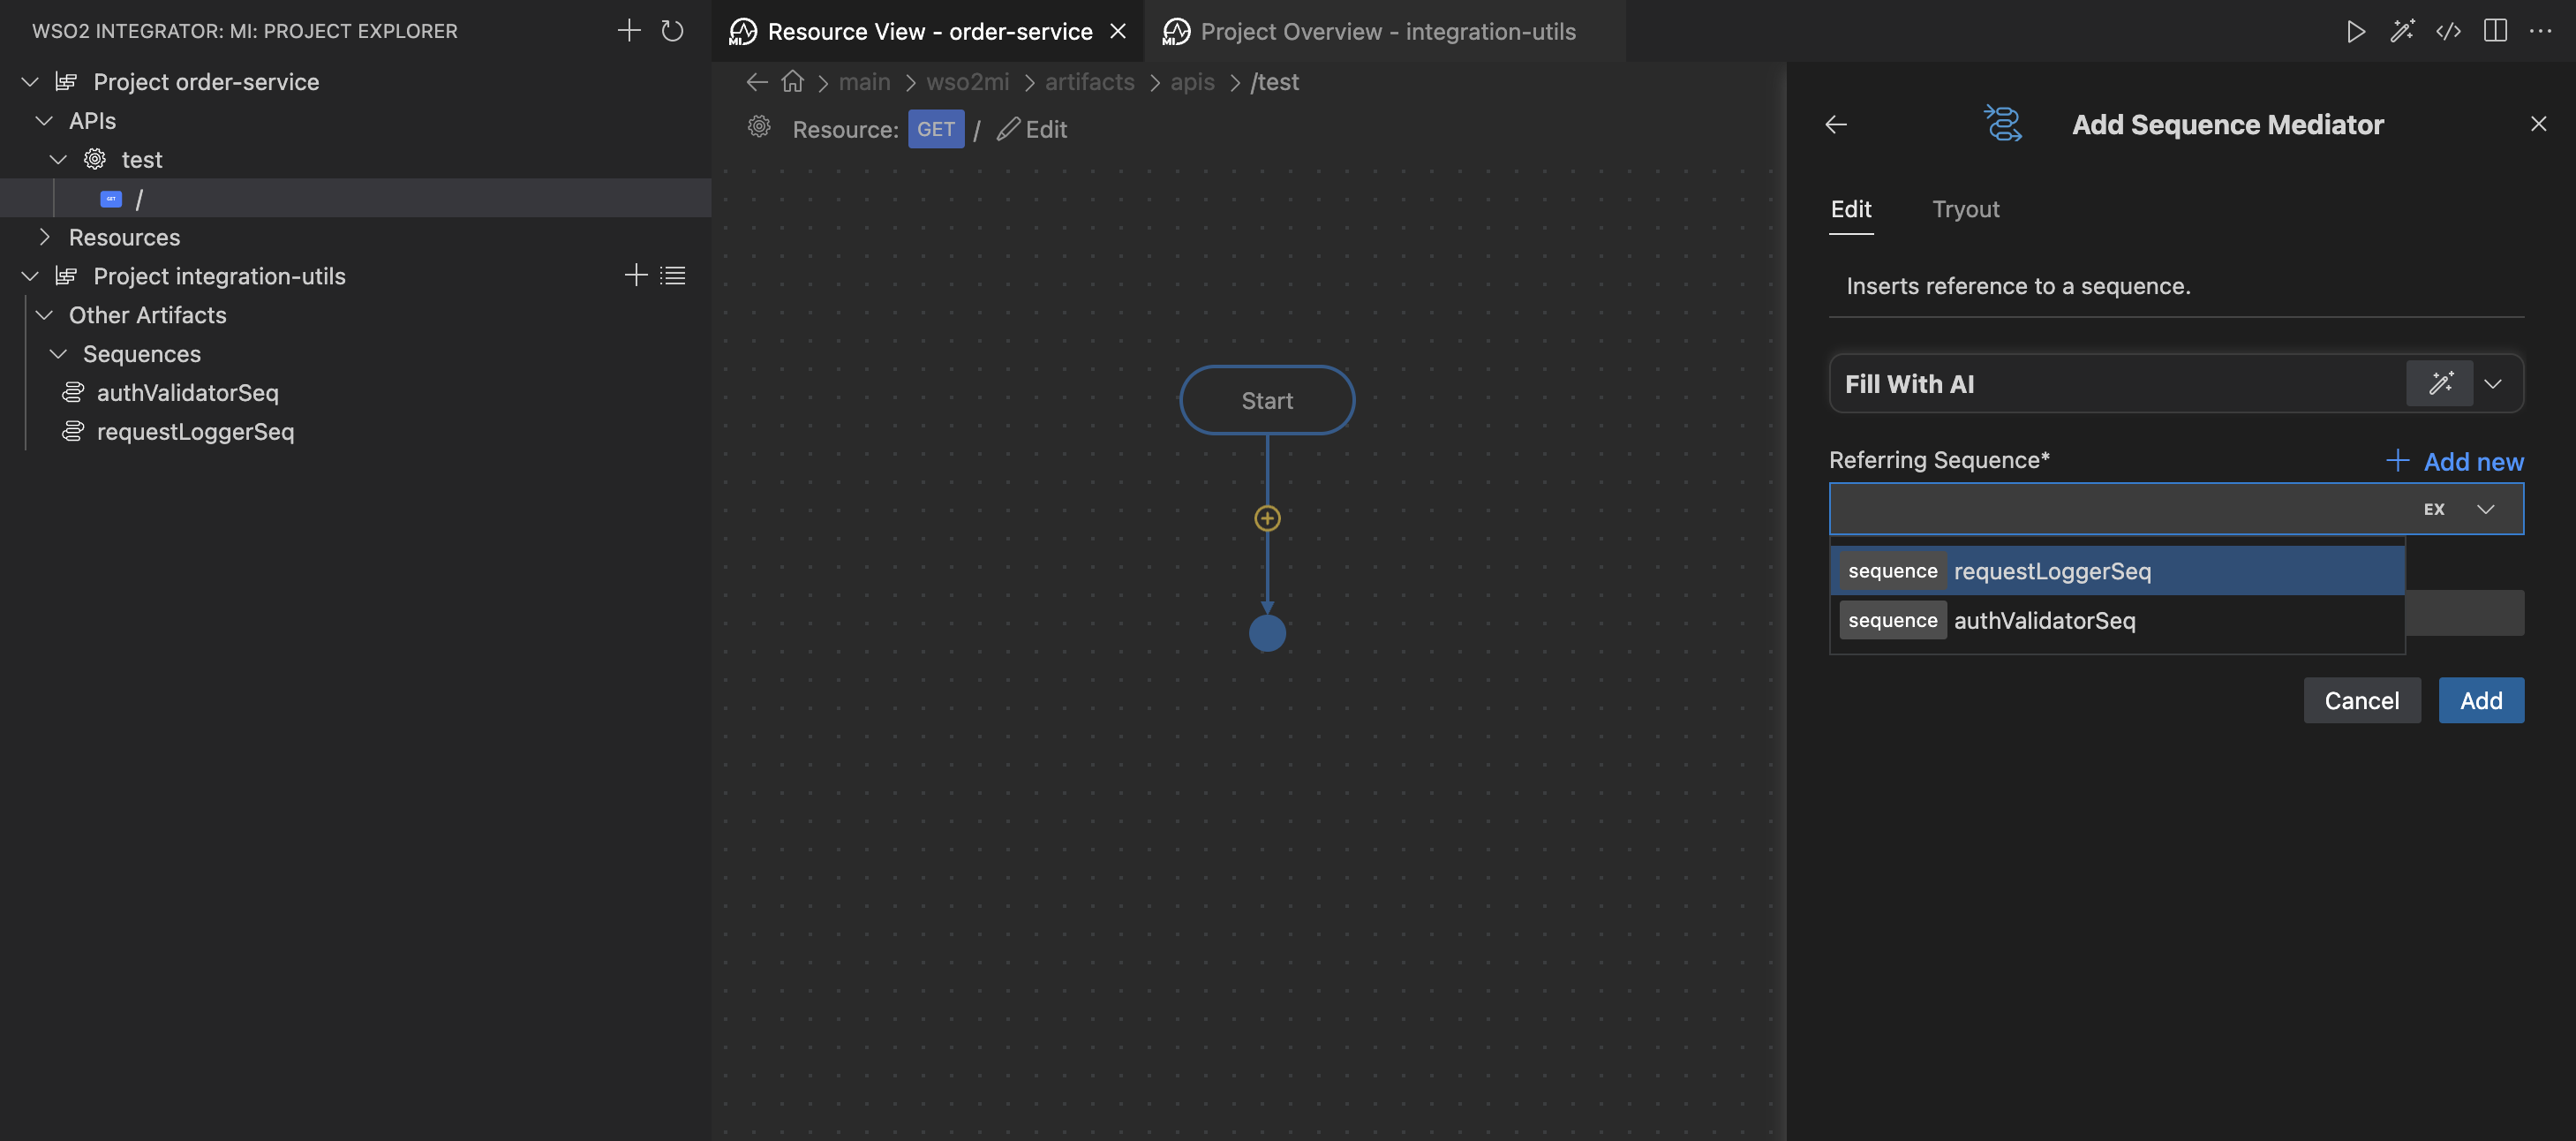 WSO2 INTEGRATOR: MI: PROJECT EXPLORER
Project order-service
APIs
test
GET /
Resources
Project integration-utils
Other Artifacts
Sequences
authValidatorSeq
requestLoggerSeq
MI Resource View - order-service
MI Project Overview - integration-utils
main > wso2mi > artifacts > apis > /test
Resource: GET / Edit
Start
Add Sequence Mediator
Edit Tryout
Inserts reference to a sequence.
Fill With AI
Referring Sequence* + Add new
EX
sequence requestLoggerSeq
sequence authValidatorSeq
Cancel Add